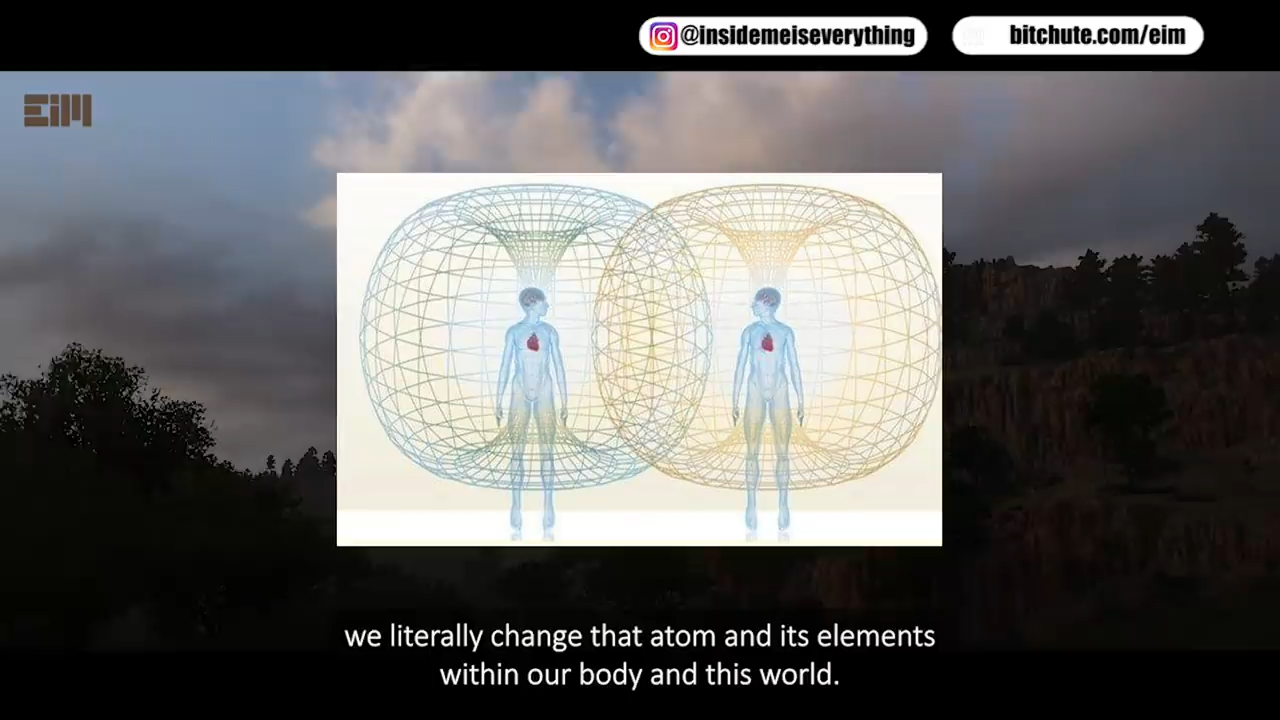 @insidemeiseverything
bitchute.com/eim
EiM
we literally change that atom and its elements
within our body and this world.